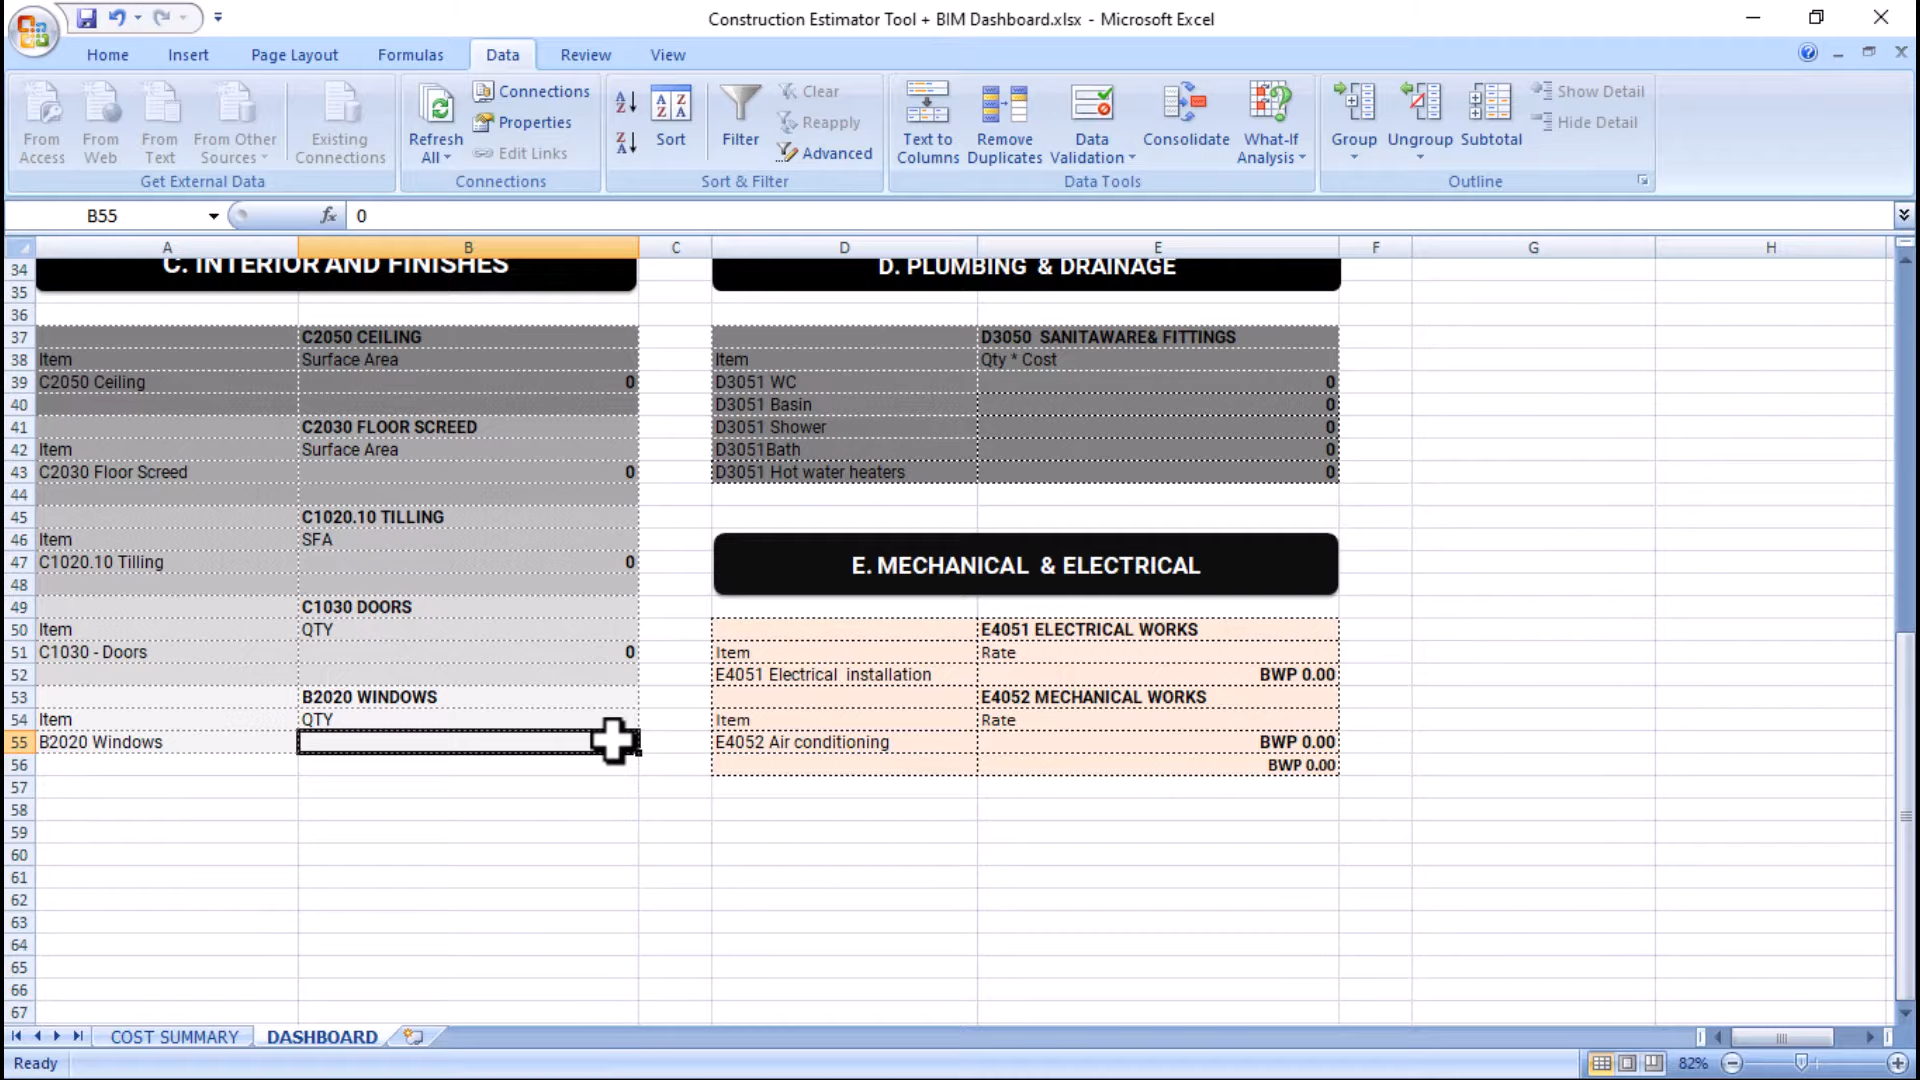 Construction Estimator Tool + BIM Dashboard.xlsx - Microsoft Excel
Home Insert Page Layout Formulas Data Review View
From Access
From Web
From Text
From Other Sources
Existing Connections
Get External Data
Refresh All
Connections
Properties
Edit Links
Connections
Sort
Filter
Clear
Reapply
Advanced
Sort & Filter
Text to Columns
Remove Duplicates
Data Validation
Consolidate
What-If Analysis
Data Tools
Group
Ungroup
Subtotal
Show Detail
Hide Detail
Outline
B55 fx 0
A B C D E F G H
34 C. INTERIOR AND FINISHES D. PLUMBING & DRAINAGE
35
36
37 C2050 CEILING D3050 SANITAWARE& FITTINGS
38 Item Surface Area Item Qty * Cost
39 C2050 Ceiling 0 D3051 WC 0
40 D3051 Basin 0
41 C2030 FLOOR SCREED D3051 Shower 0
42 Item Surface Area D3051Bath 0
43 C2030 Floor Screed 0 D3051 Hot water heaters 0
44
45 C1020.10 TILLING
46 Item SFA
47 C1020.10 Tilling 0 E. MECHANICAL & ELECTRICAL
48
49 C1030 DOORS
50 Item QTY E4051 ELECTRICAL WORKS
51 C1030 - Doors 0 Item Rate
52 E4051 Electrical installation BWP 0.00
53 B2020 WINDOWS E4052 MECHANICAL WORKS
54 Item QTY Item Rate
55 B2020 Windows E4052 Air conditioning BWP 0.00
56 BWP 0.00
57
58
59
60
61
62
63
64
65
66
67
COST SUMMARY DASHBOARD
Ready 82%